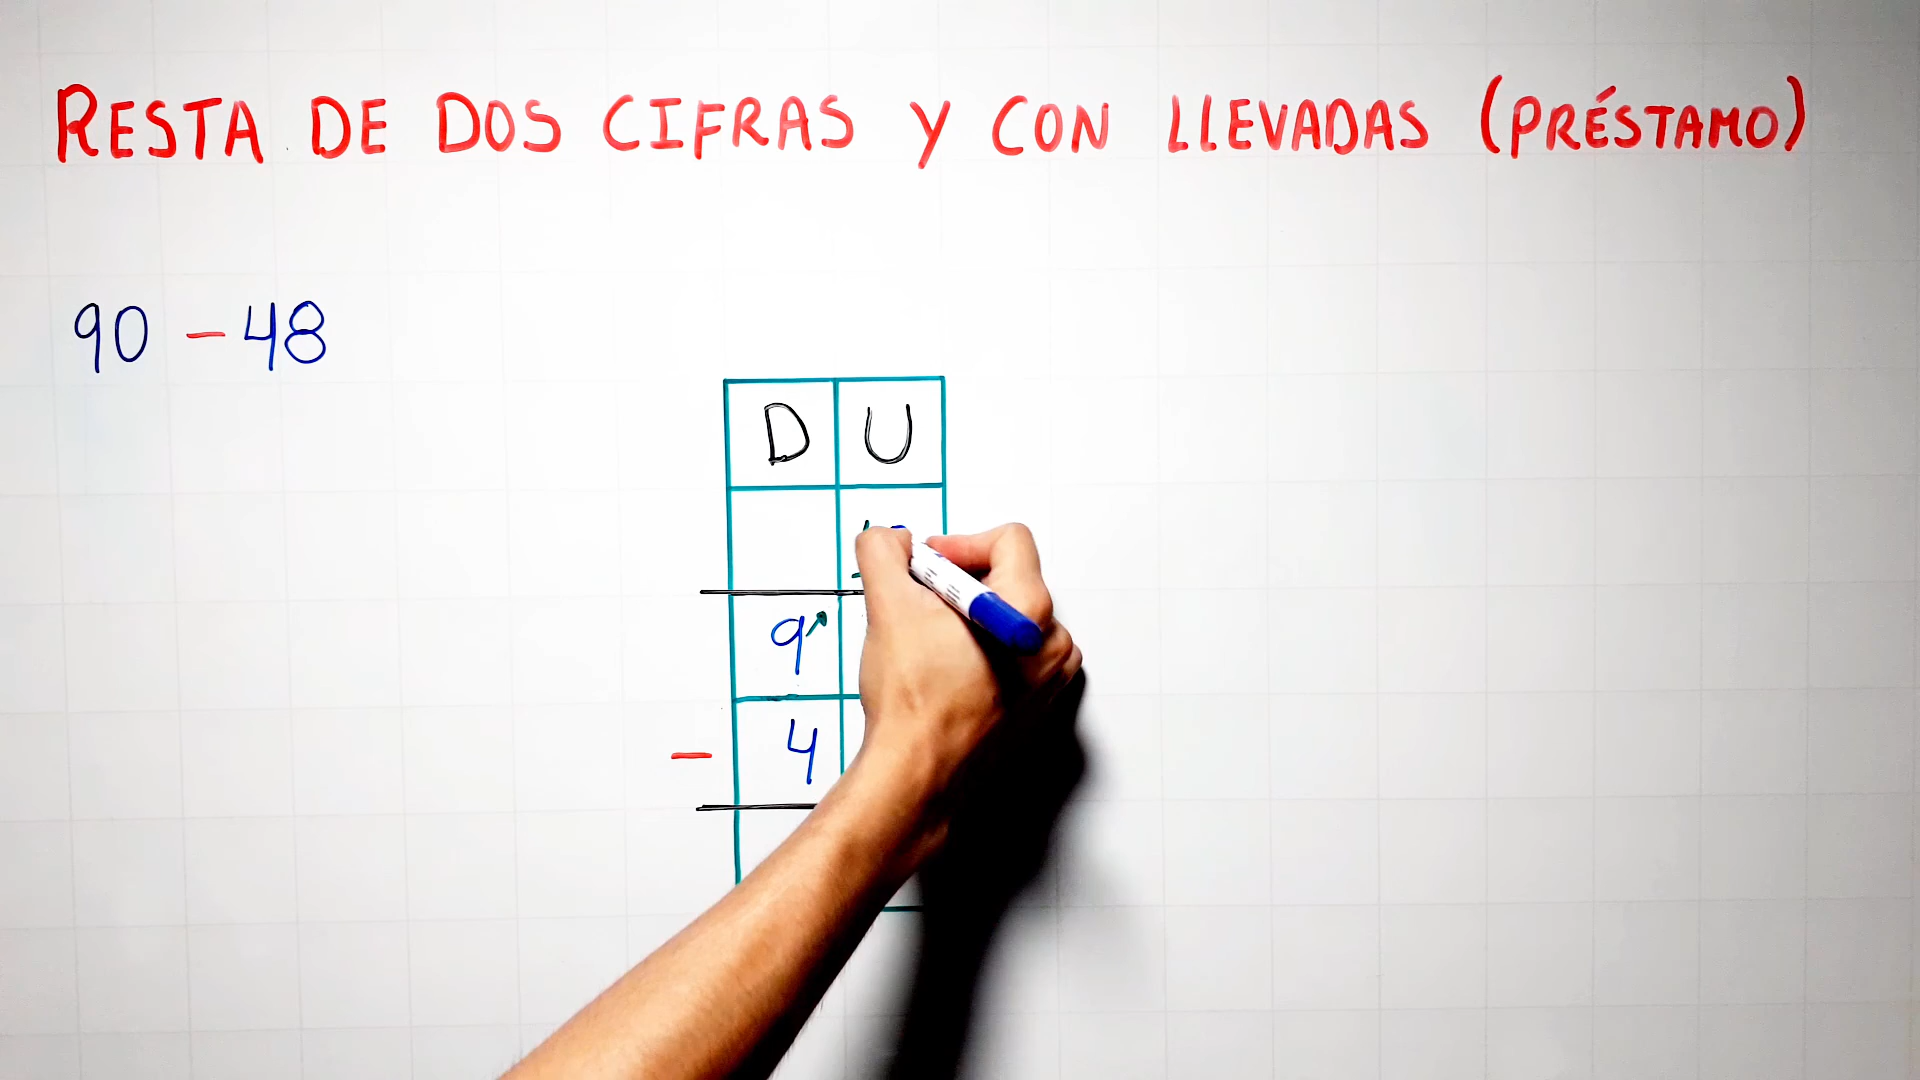 RESTA DE DOS CIFRAS Y CON LLEVADAS (PRÉSTAMO)
90 - 48
D U
9
- 4